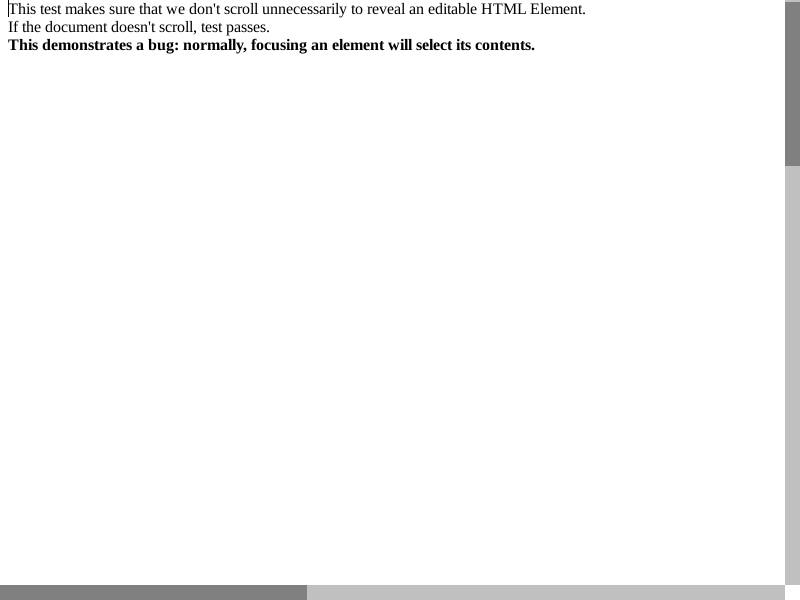 This test makes sure that we don't scroll unnecessarily to reveal an editable HTML Element.
If the document doesn't scroll, test passes.
This demonstrates a bug: normally, focusing an element will select its contents.